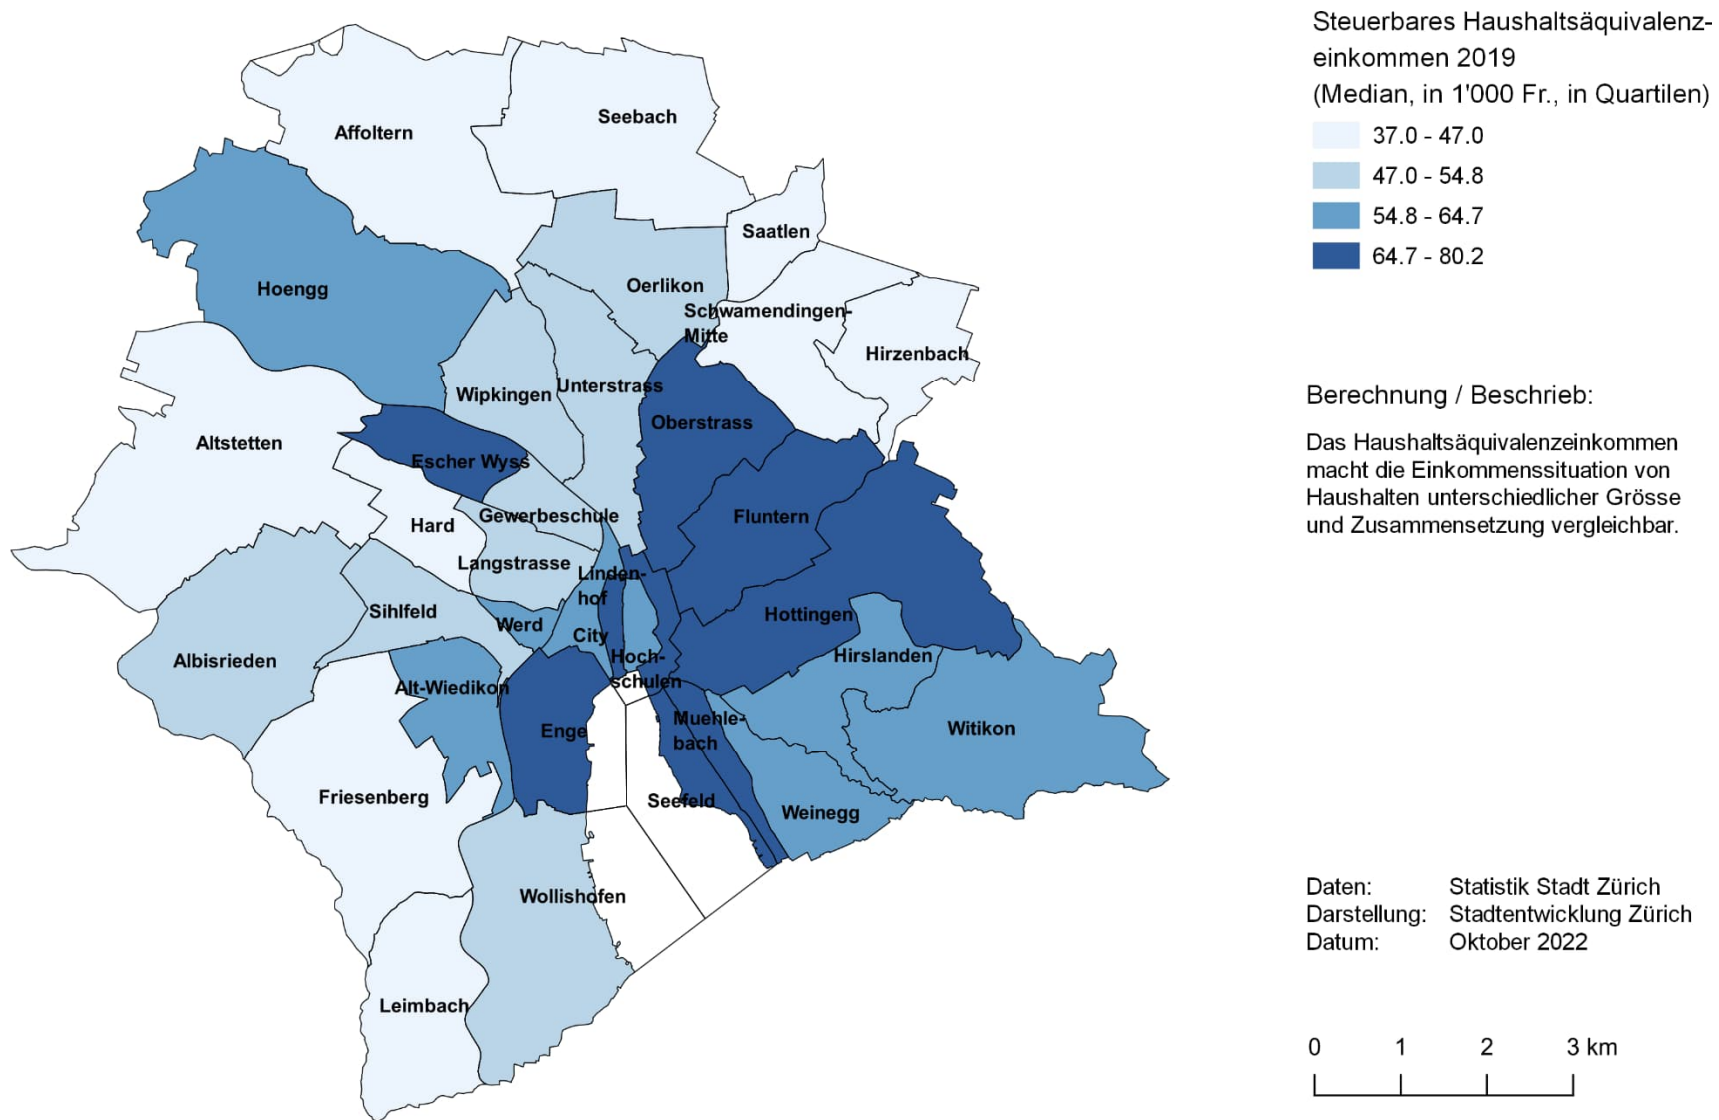 Steuerbares Haushaltsäquivalenz-
einkommen 2019
(Median, in 1'000 Fr., in Quartilen)
37.0 - 47.0
47.0 - 54.8
54.8 - 64.7
64.7 - 80.2
Affoltern
Seebach
Saatlen
Hoengg
Oerlikon
Schwamendingen-
Mitte
Hirzenbach
Wipkingen
Unterstrass
Oberstrass
Altstetten
Escher Wyss
Hard
Gewerbeschule
Fluntern
Langstrasse
Linden-
hof
Sihlfeld
Werd
City
Hottingen
Albisrieden
Hoch-
schulen
Hirslanden
Alt-Wiedikon
Enge
Muehle-
bach
Witikon
Friesenberg
Seefeld
Weinegg
Wollishofen
Leimbach
Berechnung / Beschrieb:
Das Haushaltsäquivalenzeinkommen
macht die Einkommenssituation von
Haushalten unterschiedlicher Grösse
und Zusammensetzung vergleichbar.
Daten: Statistik Stadt Zürich
Darstellung: Stadtentwicklung Zürich
Datum: Oktober 2022
0 1 2 3 km